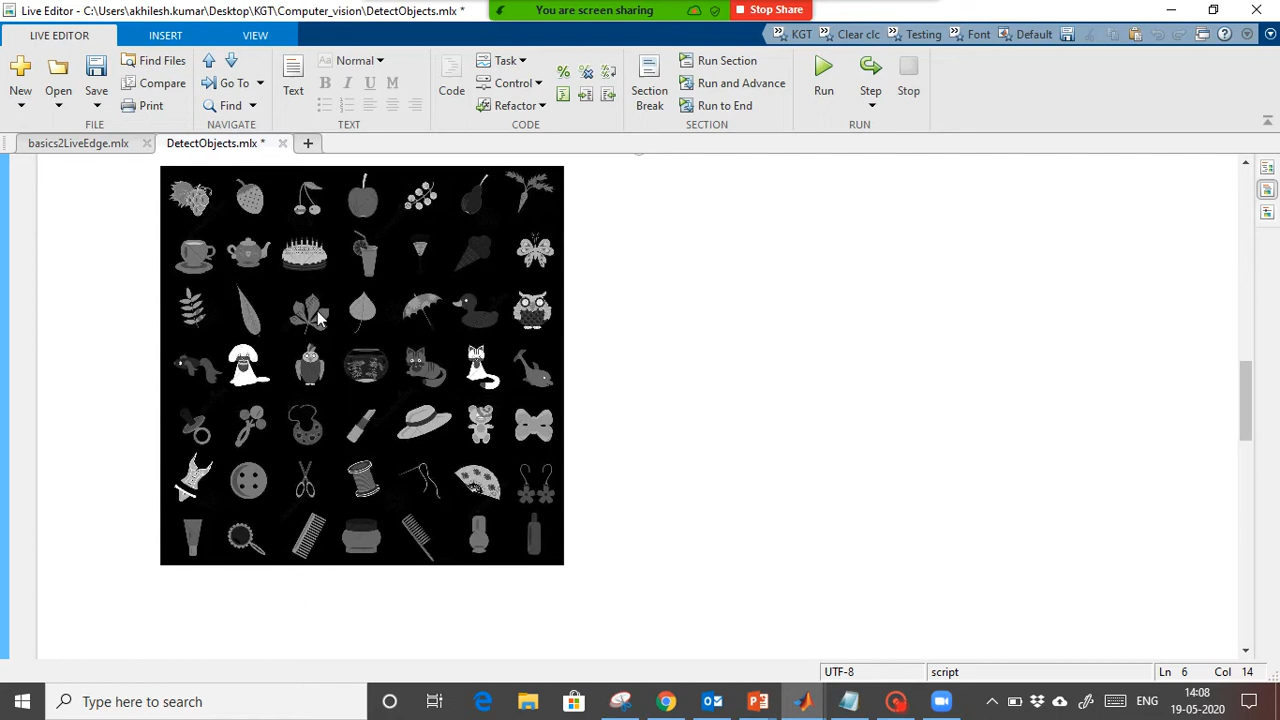 Live Editor - C:\Users\akhilesh.kumar\Desktop\KGT\Computer_vision\DetectObjects.mlx *
You are screen sharing
Stop Share
LIVE EDITOR
INSERT
VIEW
KGT
Clear clc
Testing
Font
Default
New
Open
Save
Find Files
Compare
Print
FILE
Go To
Find
NAVIGATE
Text
Aa Normal
B I U M
TEXT
Code
Task
Control
Refactor
CODE
Section
Break
Run Section
Run and Advance
Run to End
SECTION
Run
Step
Stop
RUN
basics2LiveEdge.mlx
DetectObjects.mlx *
UTF-8
script
Ln 6 Col 14
Type here to search
ENG
14:08
19-05-2020